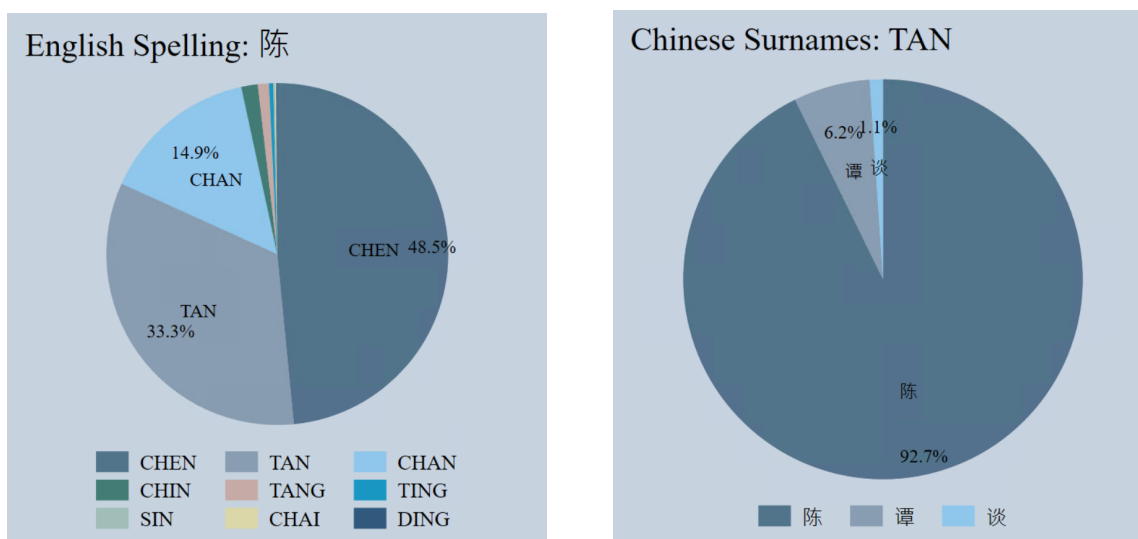 English Spelling: 陈
14.9%
CHAN
CHEN 48.5%
TAN
33.3%
CHEN TAN CHAN
CHIN TANG TING
SIN CHAI DING
Chinese Surnames: TAN
6.2% 1.1%
谭 谈
陈
92.7%
陈 谭 谈